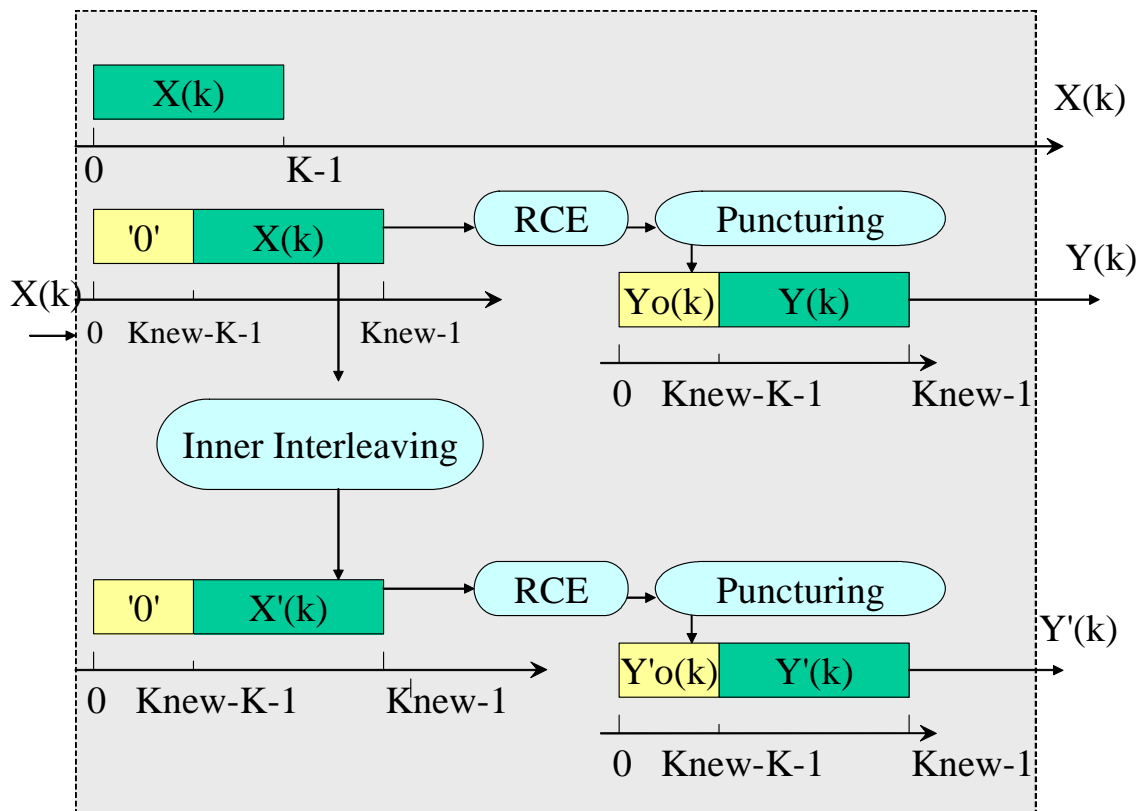 X(k)
X(k)
0 K-1
RCE Puncturing
'0' X(k)
Y(k)
X(k)
Yo(k) Y(k)
0 Knew-K-1 Knew-1
0 Knew-K-1 Knew-1
Inner Interleaving
RCE Puncturing
'0' X'(k)
Y'(k)
Y'o(k) Y'(k)
0 Knew-K-1 Knew-1
0 Knew-K-1 Knew-1